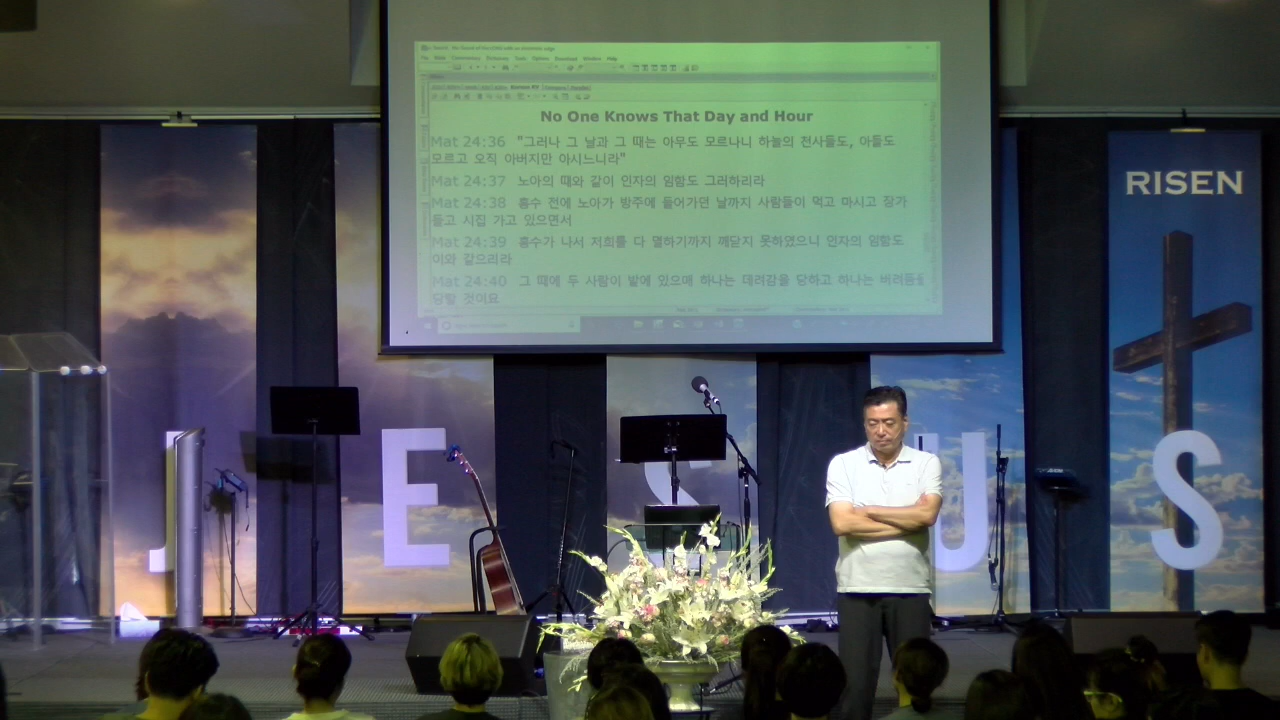 No One Knows That Day and Hour
Mat 24:36 "그러나 그 날과 그 때는 아무도 모르나니 하늘의 천사들도, 아들도
모르고 오직 아버지만 아시느니라"
Mat 24:37 노아의 때와 같이 인자의 임함도 그러하리라
Mat 24:38 홍수 전에 노아가 방주에 들어가던 날까지 사람들이 먹고 마시고 장가
들고 시집 가고 있으면서
Mat 24:39 홍수가 나서 저희를 다 멸하기까지 깨닫지 못하였으니 인자의 임함도
이와 같으리라
Mat 24:40 그 때에 두 사람이 밭에 있으매 하나는 데려감을 당하고 하나는 버려둠을
당할 것이요
RISEN
JESUS